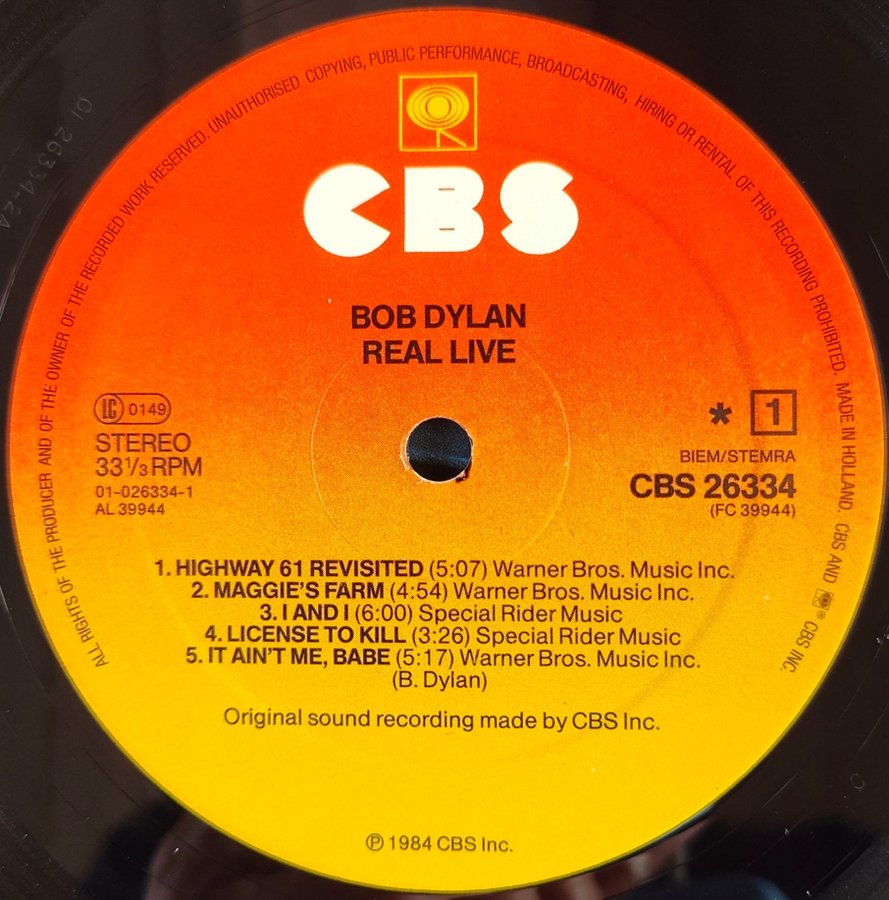 ALL RIGHTS OF THE PRODUCER AND OF THE OWNER OF THE RECORDED WORK RESERVED. UNAUTHORISED COPYING, PUBLIC PERFORMANCE, BROADCASTING, HIRING OR RENTAL OF THIS RECORDING PROHIBITED. MADE IN HOLLAND. CBS AND ® CBS INC.
CBS
BOB DYLAN
REAL LIVE
LC 0149
STEREO
33 1/3 RPM
01-026334-1
AL 39944
* 1
BIEM/STEMRA
CBS 26334
(FC 39944)
1. HIGHWAY 61 REVISITED (5:07) Warner Bros. Music Inc.
2. MAGGIE'S FARM (4:54) Warner Bros. Music Inc.
3. I AND I (6:00) Special Rider Music
4. LICENSE TO KILL (3:26) Special Rider Music
5. IT AIN'T ME, BABE (5:17) Warner Bros. Music Inc.
(B. Dylan)
Original sound recording made by CBS Inc.
℗ 1984 CBS Inc.